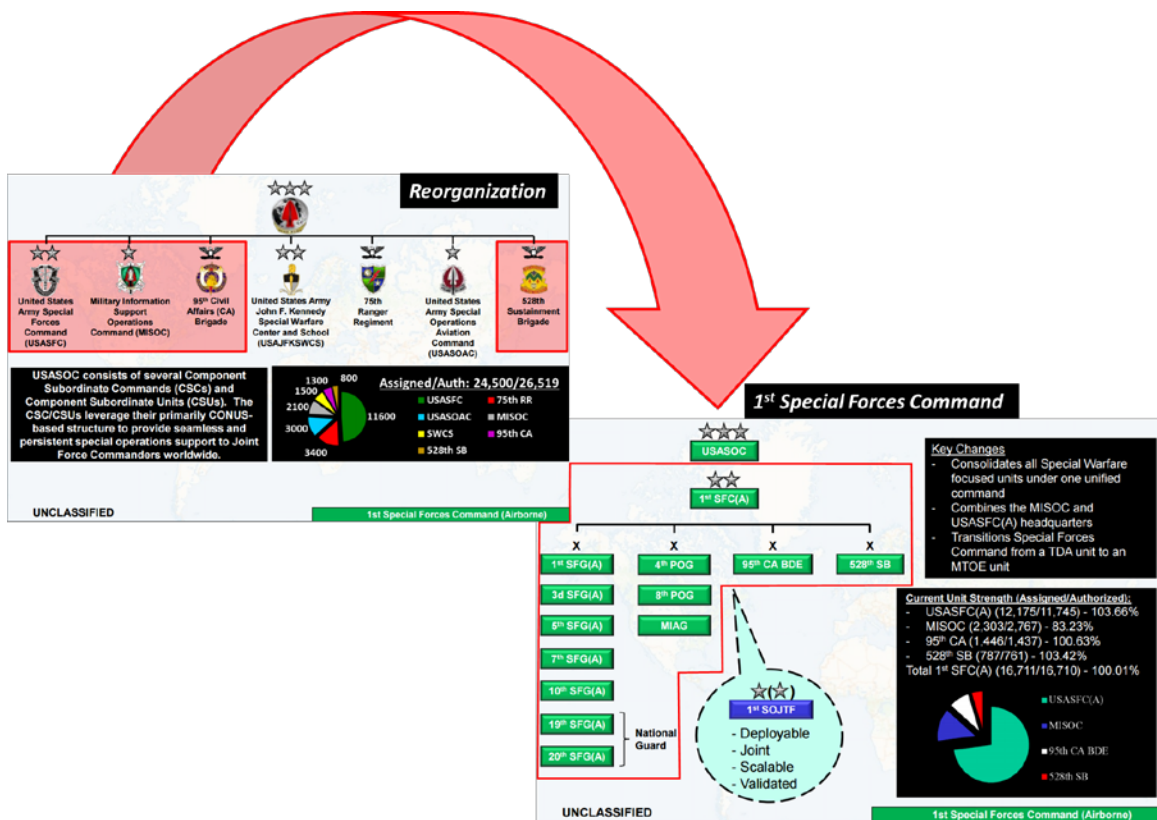 Reorganization
United States
Army Special
Forces
Command
(USASFC)
Military Information
Support
Operations
Command (MISOC)
95th Civil
Affairs (CA)
Brigade
United States Army
John F. Kennedy
Special Warfare
Center and School
(USAJFKSWCS)
75th
Ranger
Regiment
United States
Army Special
Operations
Aviation
Command
(USASOAC)
528th
Sustainment
Brigade
USASOC consists of several Component
Subordinate Commands (CSCs) and
Component Subordinate Units (CSUs). The
CSC/CSUs leverage their primarily CONUS-
based structure to provide seamless and
persistent special operations support to Joint
Force Commanders worldwide.
1300
800
1500
2100
3000
3400
11600
Assigned/Auth: 24,500/26,519
USASFC
75th RR
USASOAC
MISOC
SWCS
95th CA
528th SB
UNCLASSIFIED
1st Special Forces Command (Airborne)
1st Special Forces Command
USASOC
1st SFC(A)
X
X
X
X
1st SFG(A)
4th POG
95th CA BDE
528th SB
3d SFG(A)
8th POG
5th SFG(A)
MIAG
7th SFG(A)
10th SFG(A)
19th SFG(A)
20th SFG(A)
National
Guard
( )
1st SOJTF
- Deployable
- Joint
- Scalable
- Validated
Key Changes
- Consolidates all Special Warfare
focused units under one unified
command
- Combines the MISOC and
USASFC(A) headquarters
- Transitions Special Forces
Command from a TDA unit to an
MTOE unit
Current Unit Strength (Assigned/Authorized):
- USASFC(A) (12,175/11,745) - 103.66%
- MISOC (2,303/2,767) - 83.23%
- 95th CA (1,446/1,437) - 100.63%
- 528th SB (787/761) - 103.42%
Total 1st SFC(A) (16,711/16,710) - 100.01%
USASFC(A)
MISOC
95th CA BDE
528th SB
UNCLASSIFIED
1st Special Forces Command (Airborne)